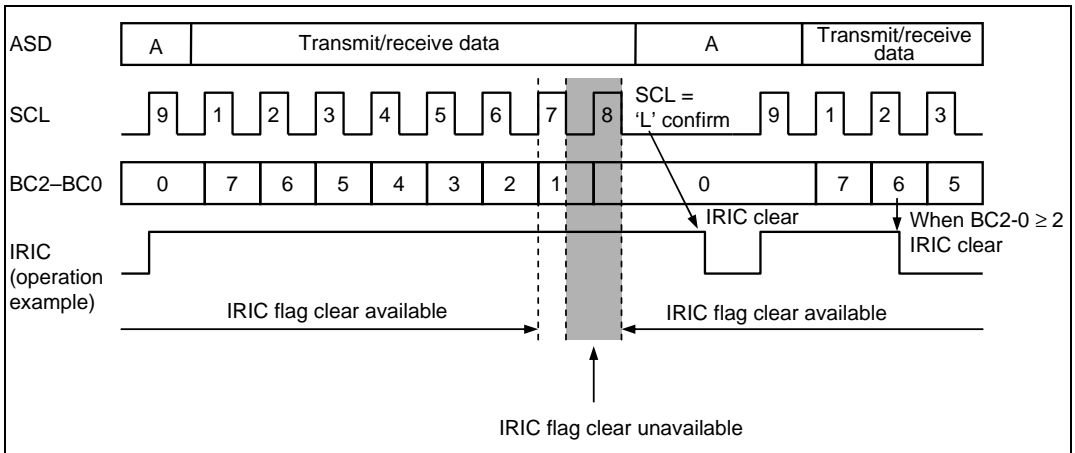 ASD A Transmit/receive data A Transmit/receive data
SCL 9 1 2 3 4 5 6 7 8 SCL = 'L' confirm 9 1 2 3
BC2–BC0 0 7 6 5 4 3 2 1 0 7 6 5
IRIC (operation example)
IRIC clear
When BC2-0 ≥ 2
IRIC clear
IRIC flag clear available
IRIC flag clear available
IRIC flag clear unavailable